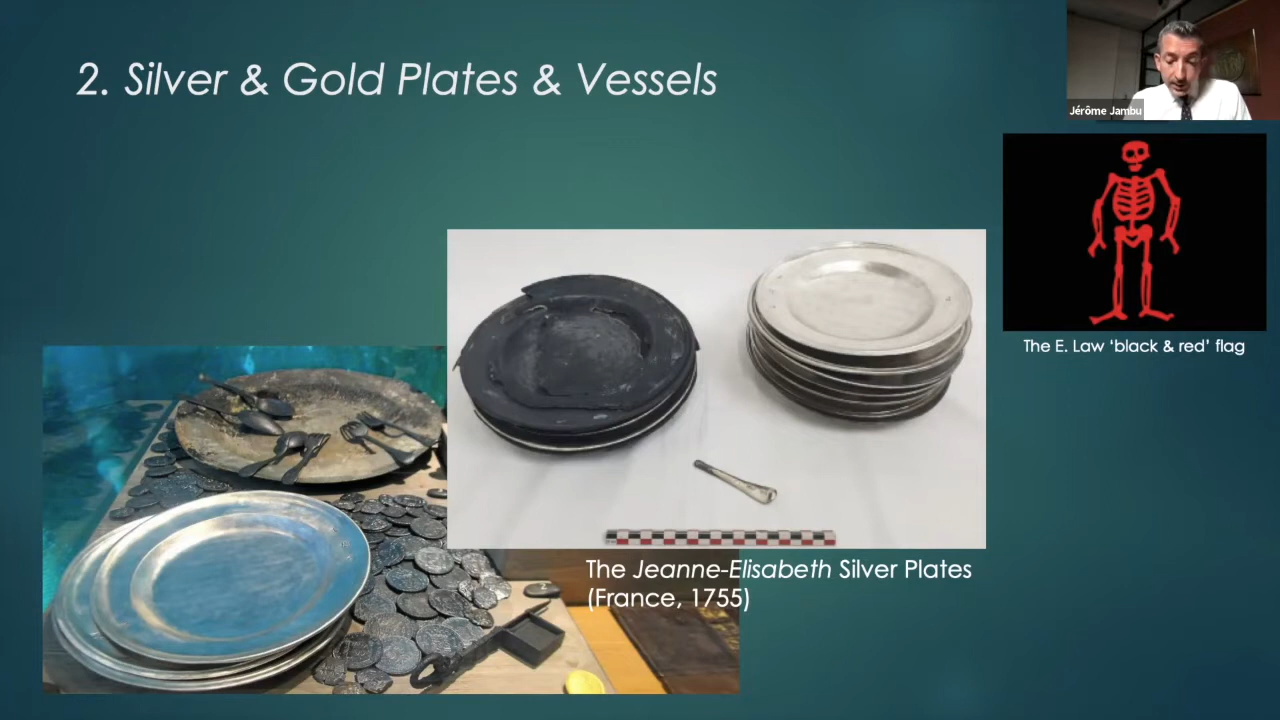 2. Silver & Gold Plates & Vessels
Jérôme Jambu
The E. Law ‘black & red’ flag
The Jeanne-Elisabeth Silver Plates
(France, 1755)